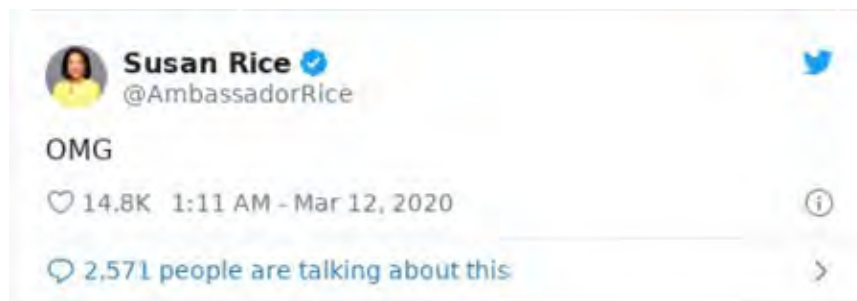 Susan Rice
@AmbassadorRice
OMG
14.8K 1:11 AM - Mar 12, 2020
2,571 people are talking about this